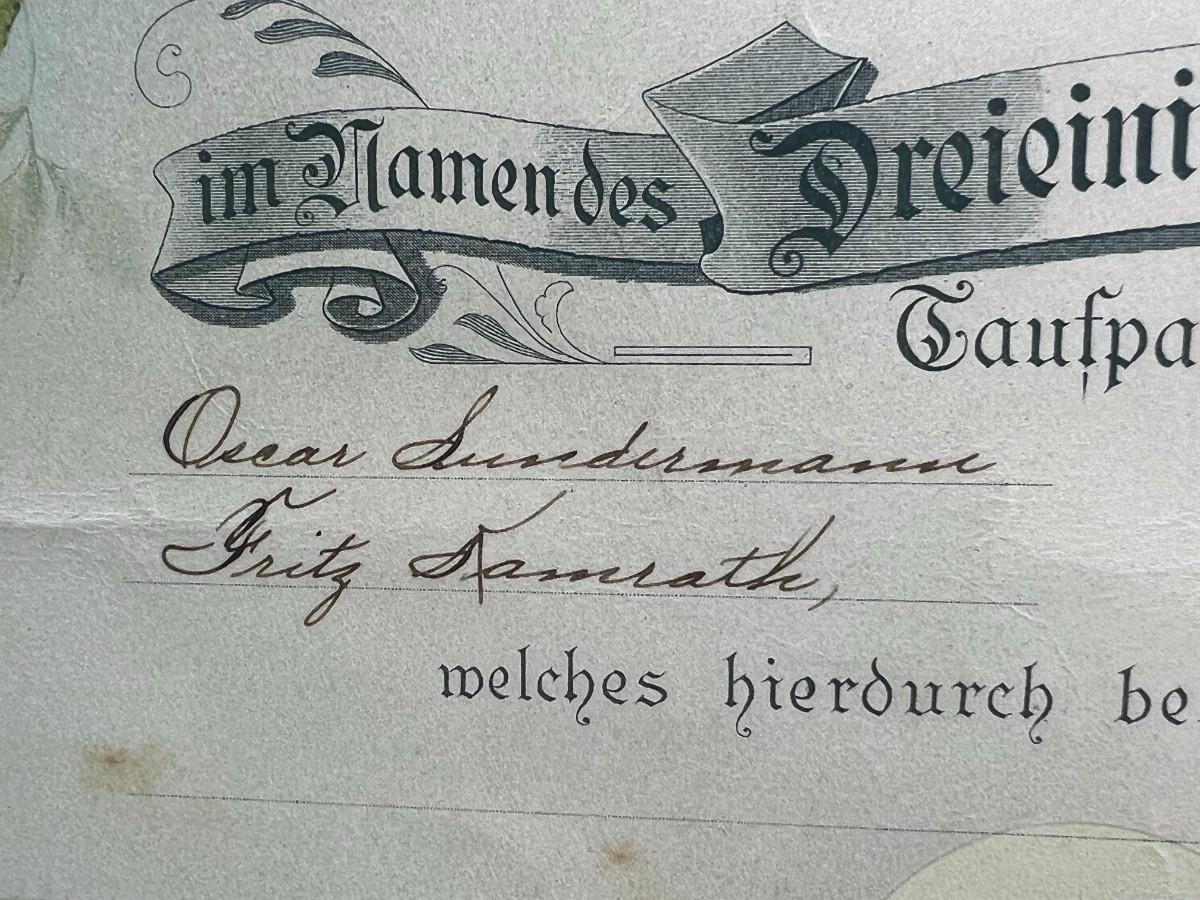 im Namen des Dreieini
Taufpa
Oscar Sundermann
Fritz Kamrath,
welches hierdurch be